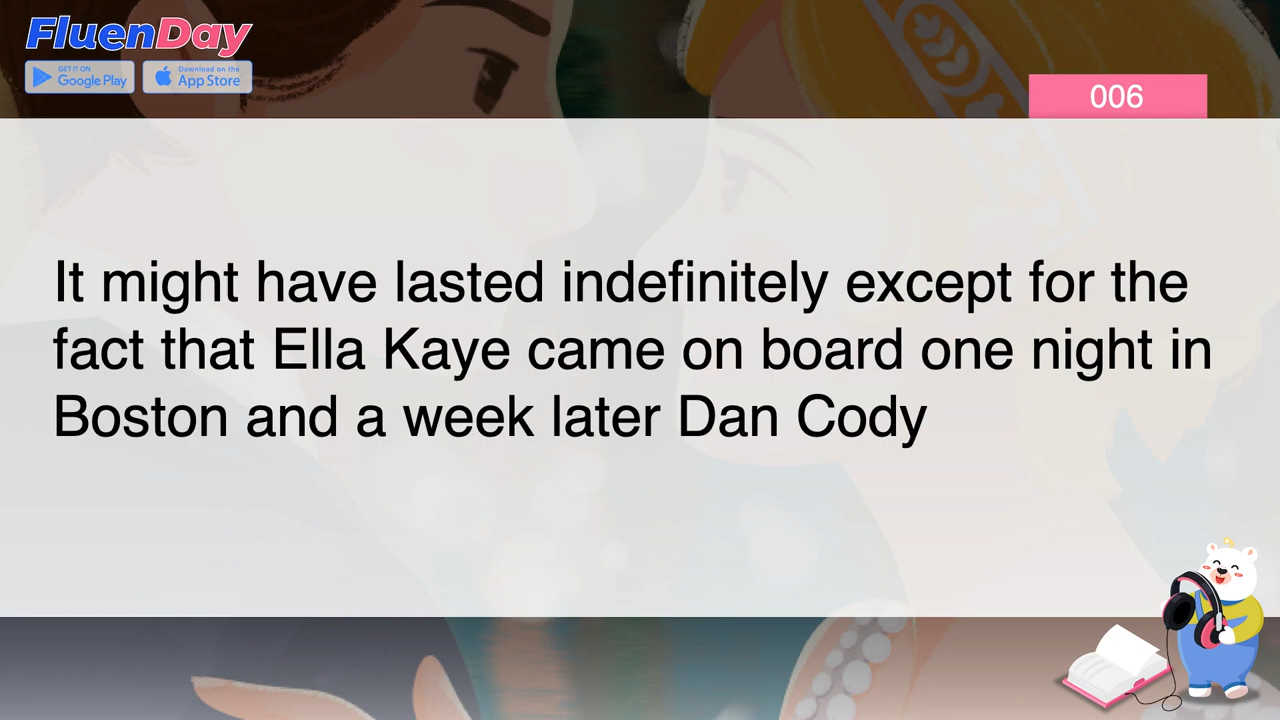 FluenDay
GET IT ON
Google Play
Download on the
App Store
006
It might have lasted indefinitely except for the
fact that Ella Kaye came on board one night in
Boston and a week later Dan Cody